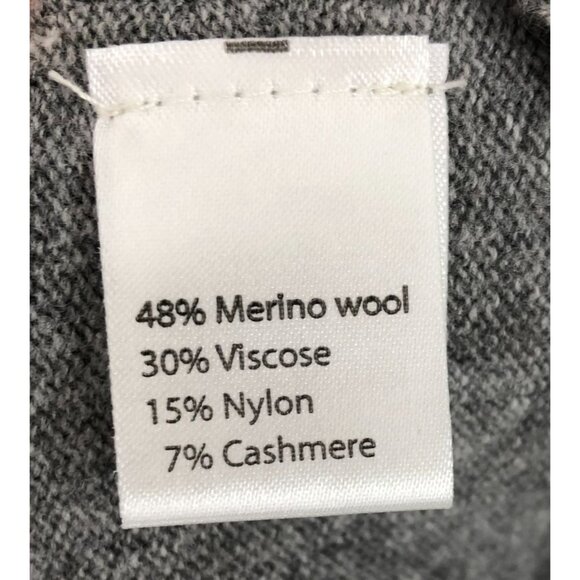 48% Merino wool
30% Viscose
15% Nylon
7% Cashmere